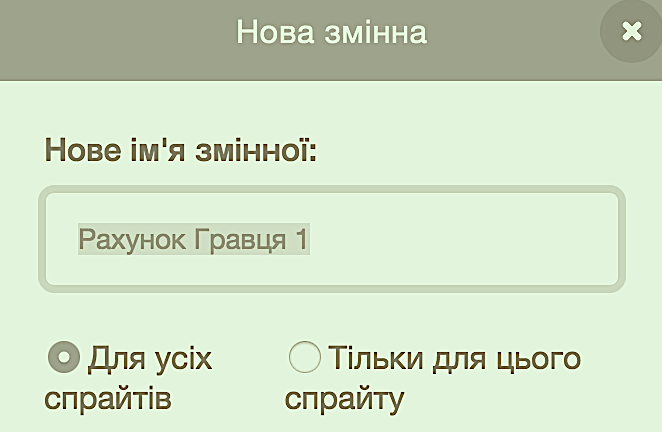 Нова змінна
Нове ім'я змінної:
Рахунок Гравця 1
Для усіх Тільки для цього
спрайтів спрайту